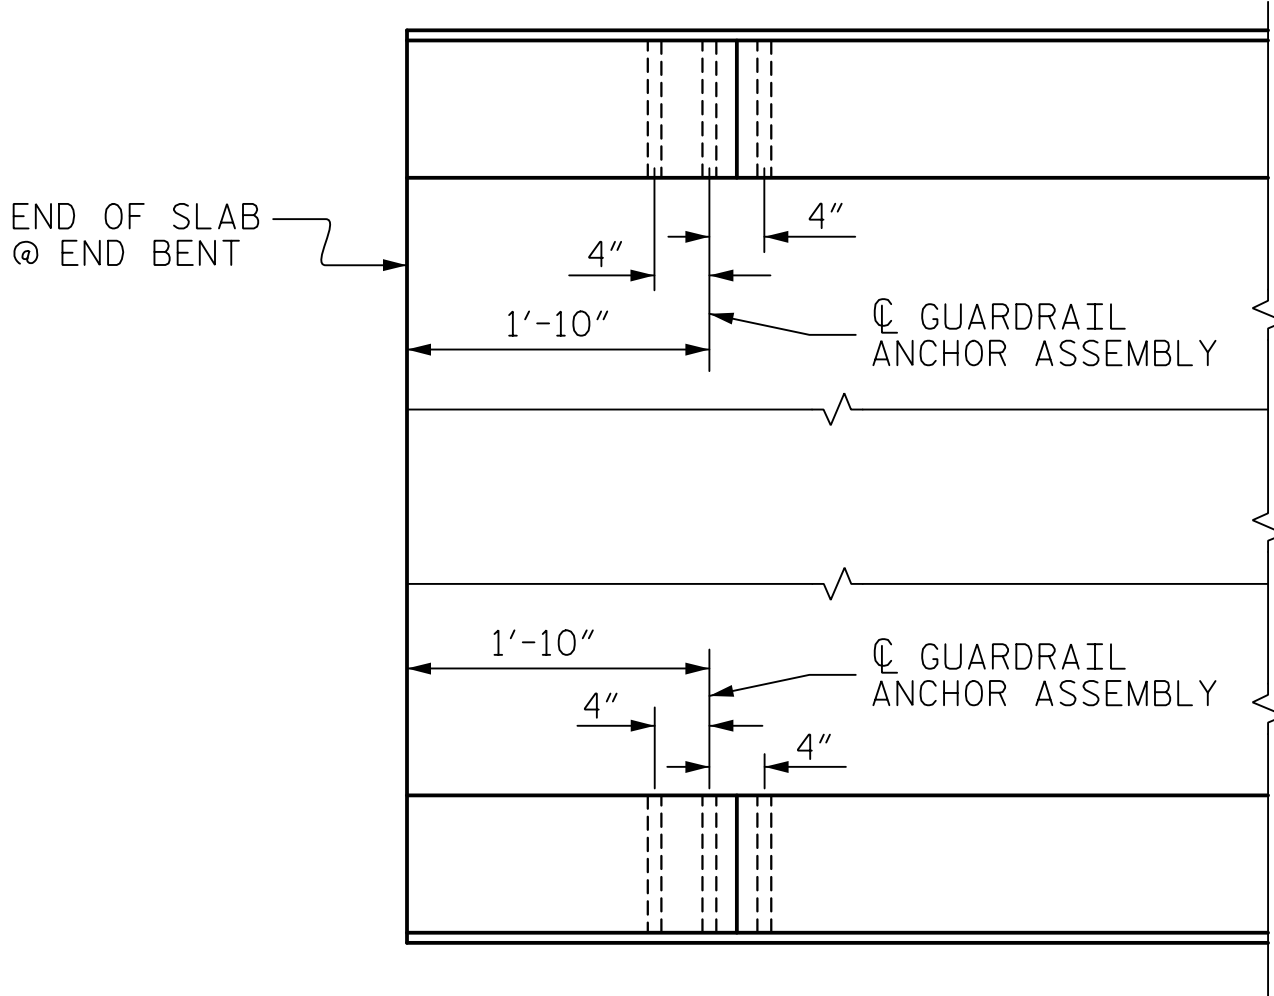 4"
END OF SLAB
@ END BENT
4"
1'-10"
℄ GUARDRAIL
ANCHOR ASSEMBLY
1'-10"
℄ GUARDRAIL
ANCHOR ASSEMBLY
4"
4"